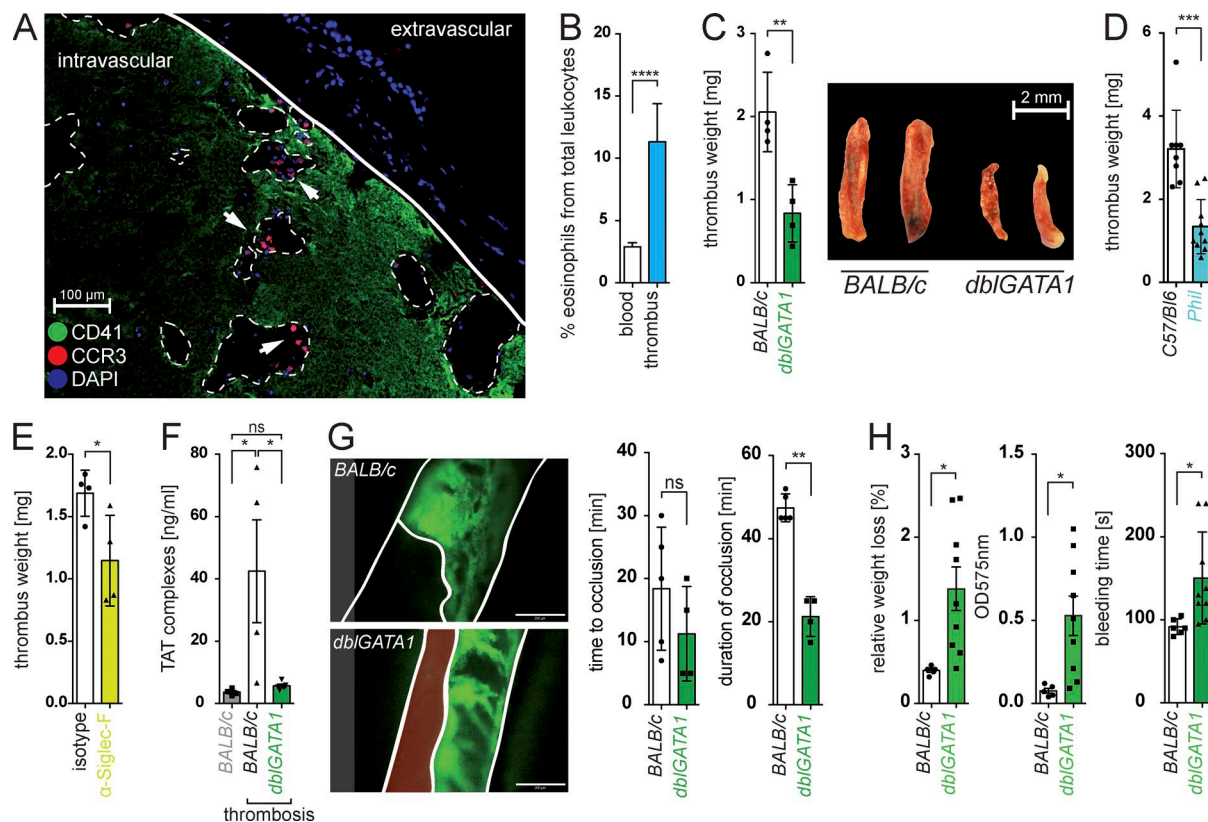 A
intravascular
extravascular
100 µm
CD41
CCR3
DAPI
B
% eosinophils from total leukocytes
20
15
10
5
0
****
blood
thrombus
C
thrombus weight [mg]
3
2
1
0
**
BALB/c
dblGATA1
2 mm
BALB/c
dblGATA1
D
thrombus weight [mg]
6
4
2
0
***
C57/Bl6
Phil
E
thrombus weight [mg]
2.0
1.5
1.0
0.5
0.0
*
isotype
α-Siglec-F
F
TAT complexes [ng/ml]
80
60
40
20
0
ns
* *
BALB/c
BALB/c
dblGATA1
thrombosis
G
BALB/c
dblGATA1
time to occlusion [min]
40
30
20
10
0
ns
BALB/c
dblGATA1
duration of occlusion [min]
60
40
20
0
**
BALB/c
dblGATA1
H
relative weight loss [%]
3
2
1
0
*
BALB/c
dblGATA1
OD575nm
1.5
1.0
0.5
0.0
*
BALB/c
dblGATA1
bleeding time [s]
300
200
100
0
*
BALB/c
dblGATA1